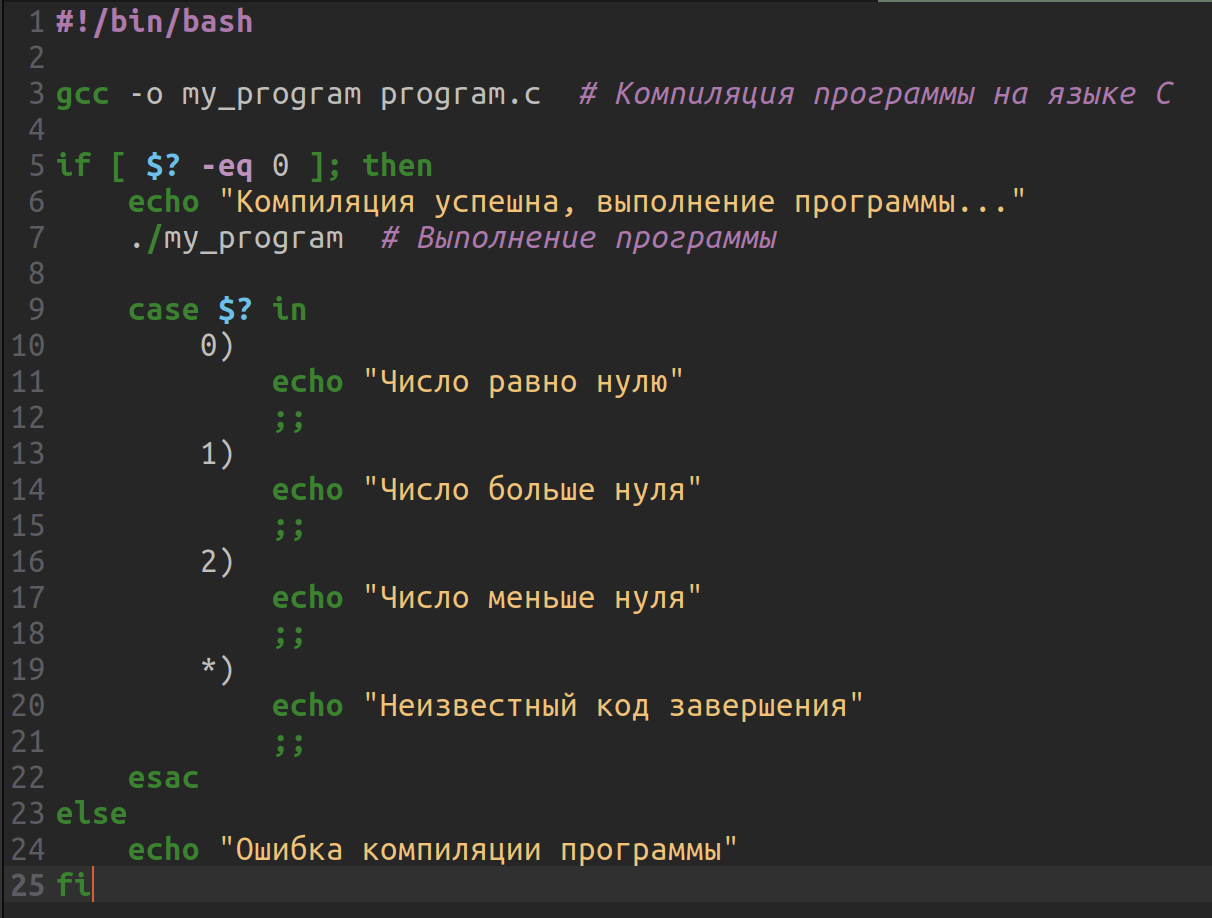 1 #!/bin/bash
2
3 gcc -o my_program program.c  # Компиляция программы на языке C
4
5 if [ $? -eq 0 ]; then
6     echo "Компиляция успешна, выполнение программы..."
7     ./my_program  # Выполнение программы
8
9     case $? in
10         0)
11             echo "Число равно нулю"
12             ;;
13         1)
14             echo "Число больше нуля"
15             ;;
16         2)
17             echo "Число меньше нуля"
18             ;;
19         *)
20             echo "Неизвестный код завершения"
21             ;;
22     esac
23 else
24     echo "Ошибка компиляции программы"
25 fi